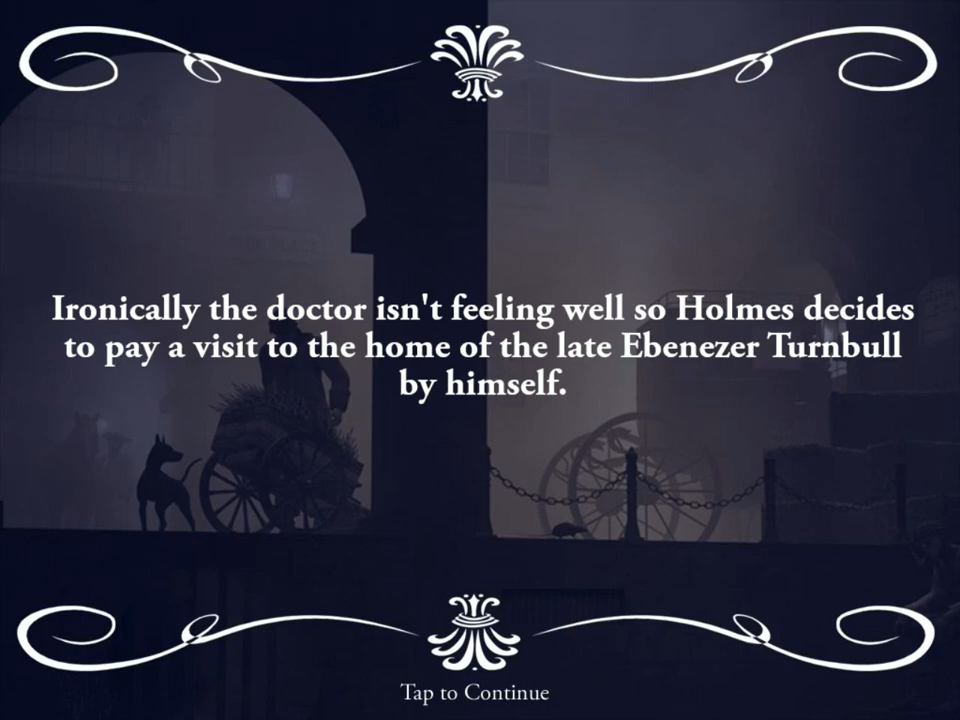 Ironically the doctor isn't feeling well so Holmes decides
to pay a visit to the home of the late Ebenezer Turnbull
by himself.
Tap to Continue